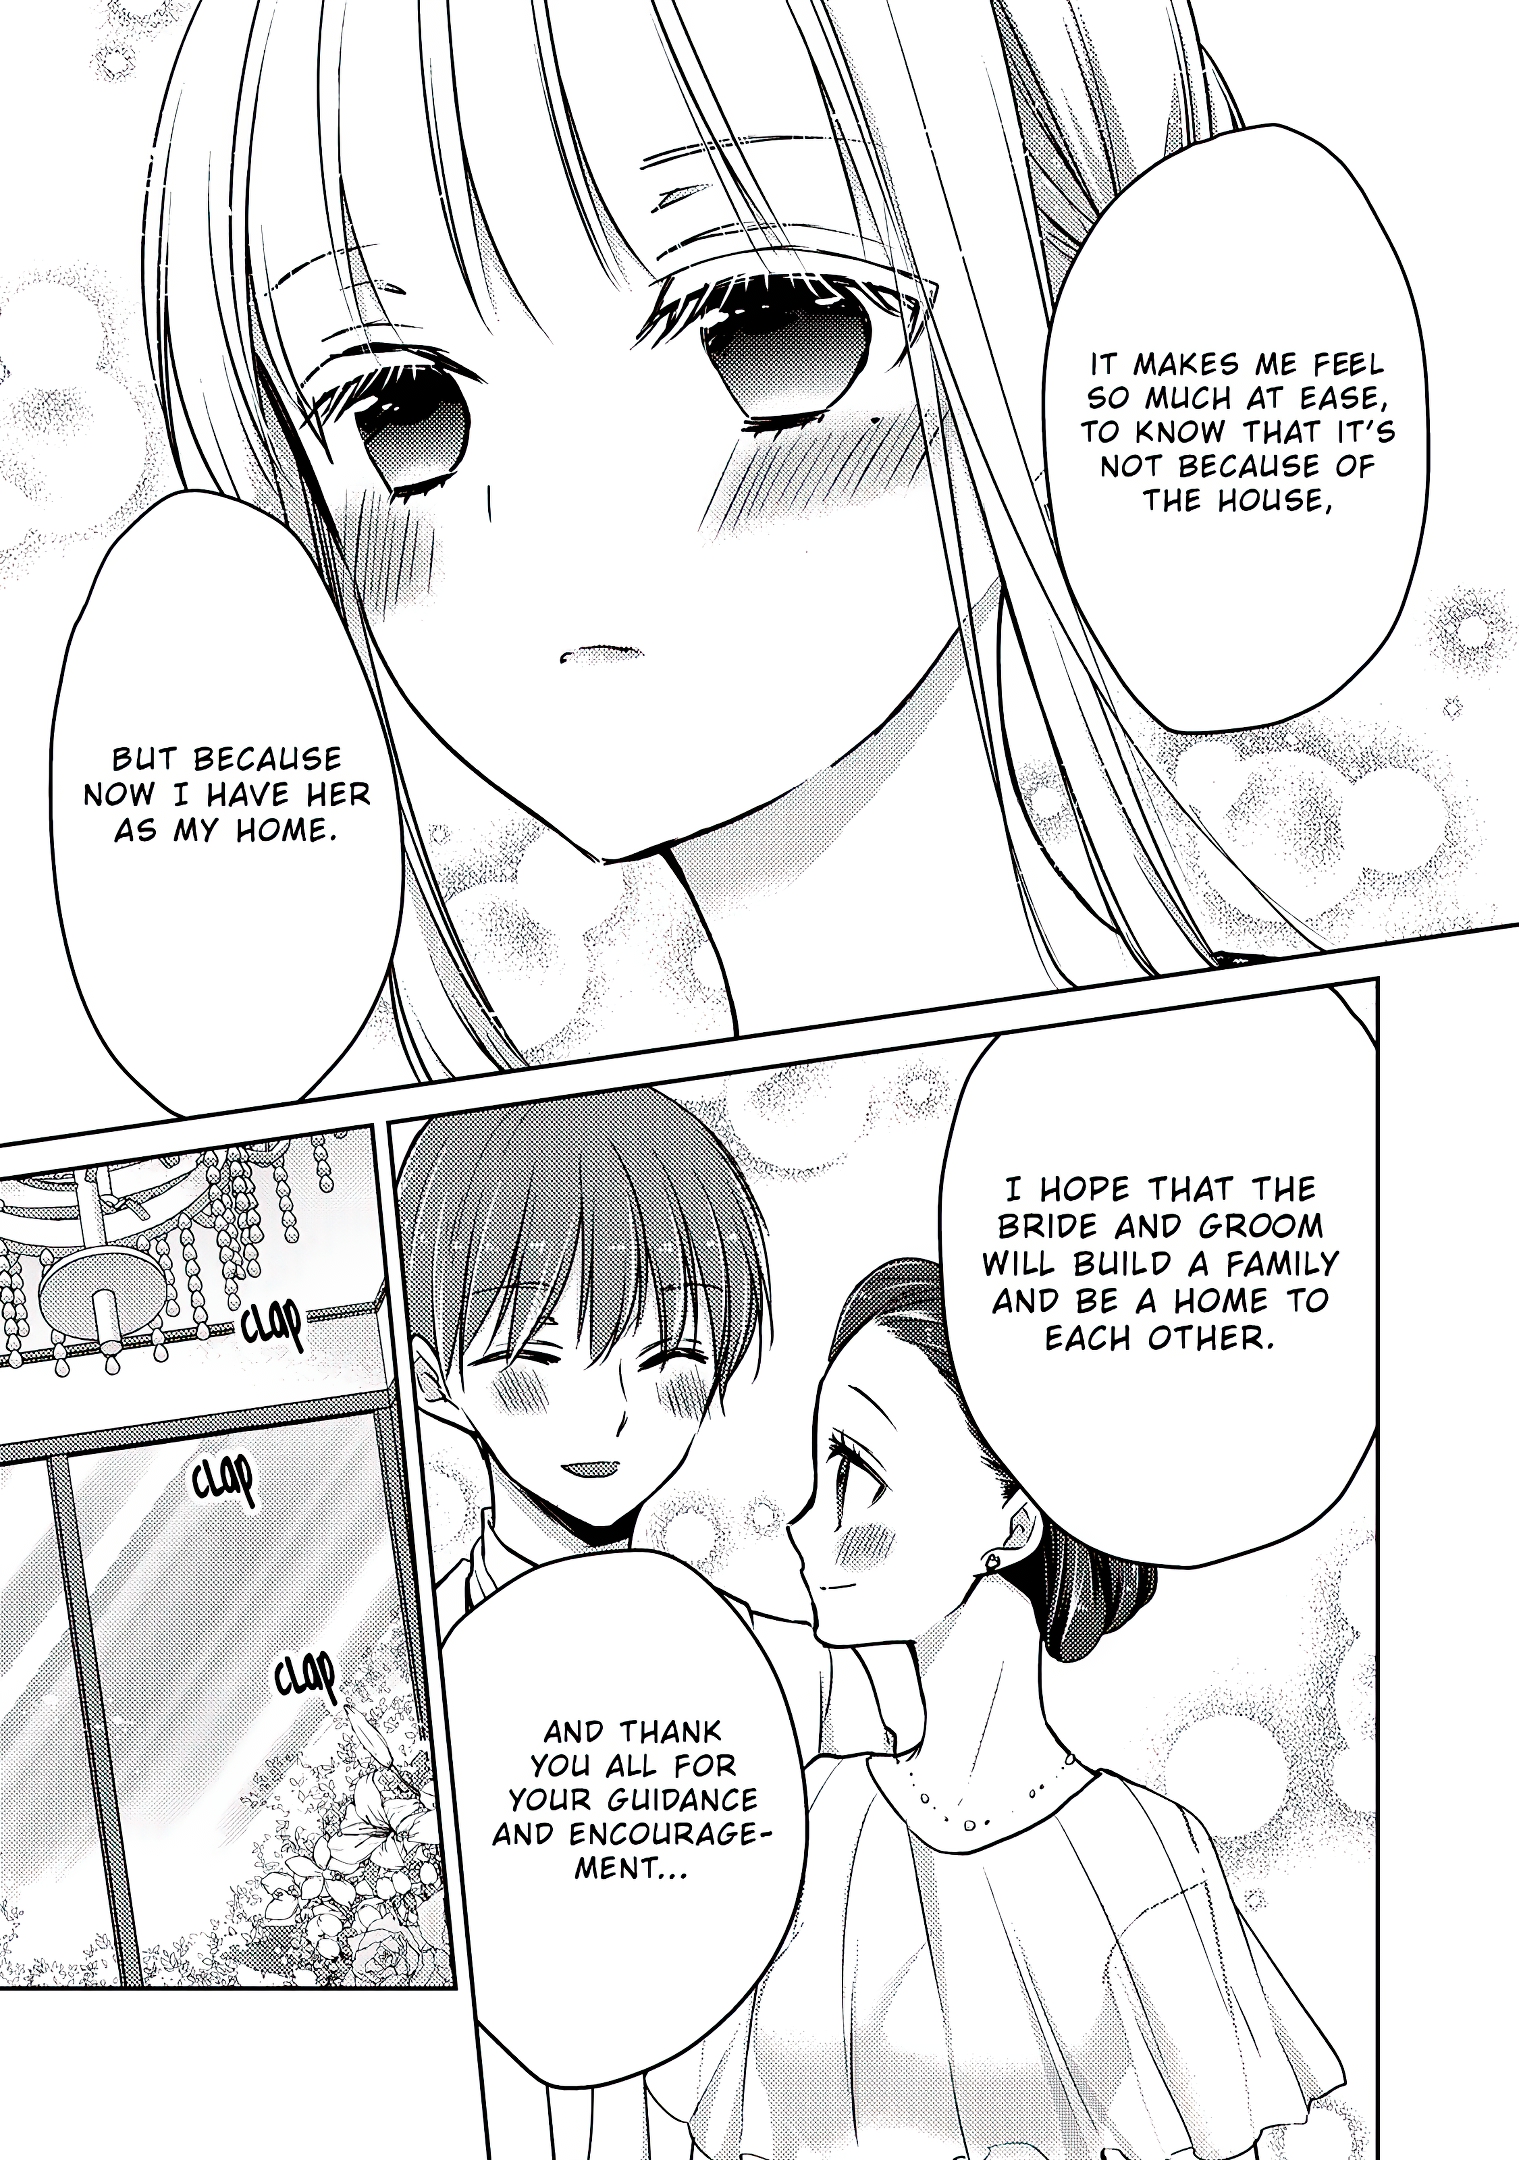 IT MAKES ME FEEL
SO MUCH AT EASE,
TO KNOW THAT IT'S
NOT BECAUSE OF
THE HOUSE,
BUT BECAUSE
NOW I HAVE HER
AS MY HOME.
I HOPE THAT THE
BRIDE AND GROOM
WILL BUILD A FAMILY
AND BE A HOME TO
EACH OTHER.
AND THANK
YOU ALL FOR
YOUR GUIDANCE
AND ENCOURAGE-
MENT...
CLAP
CLAP
CLAP